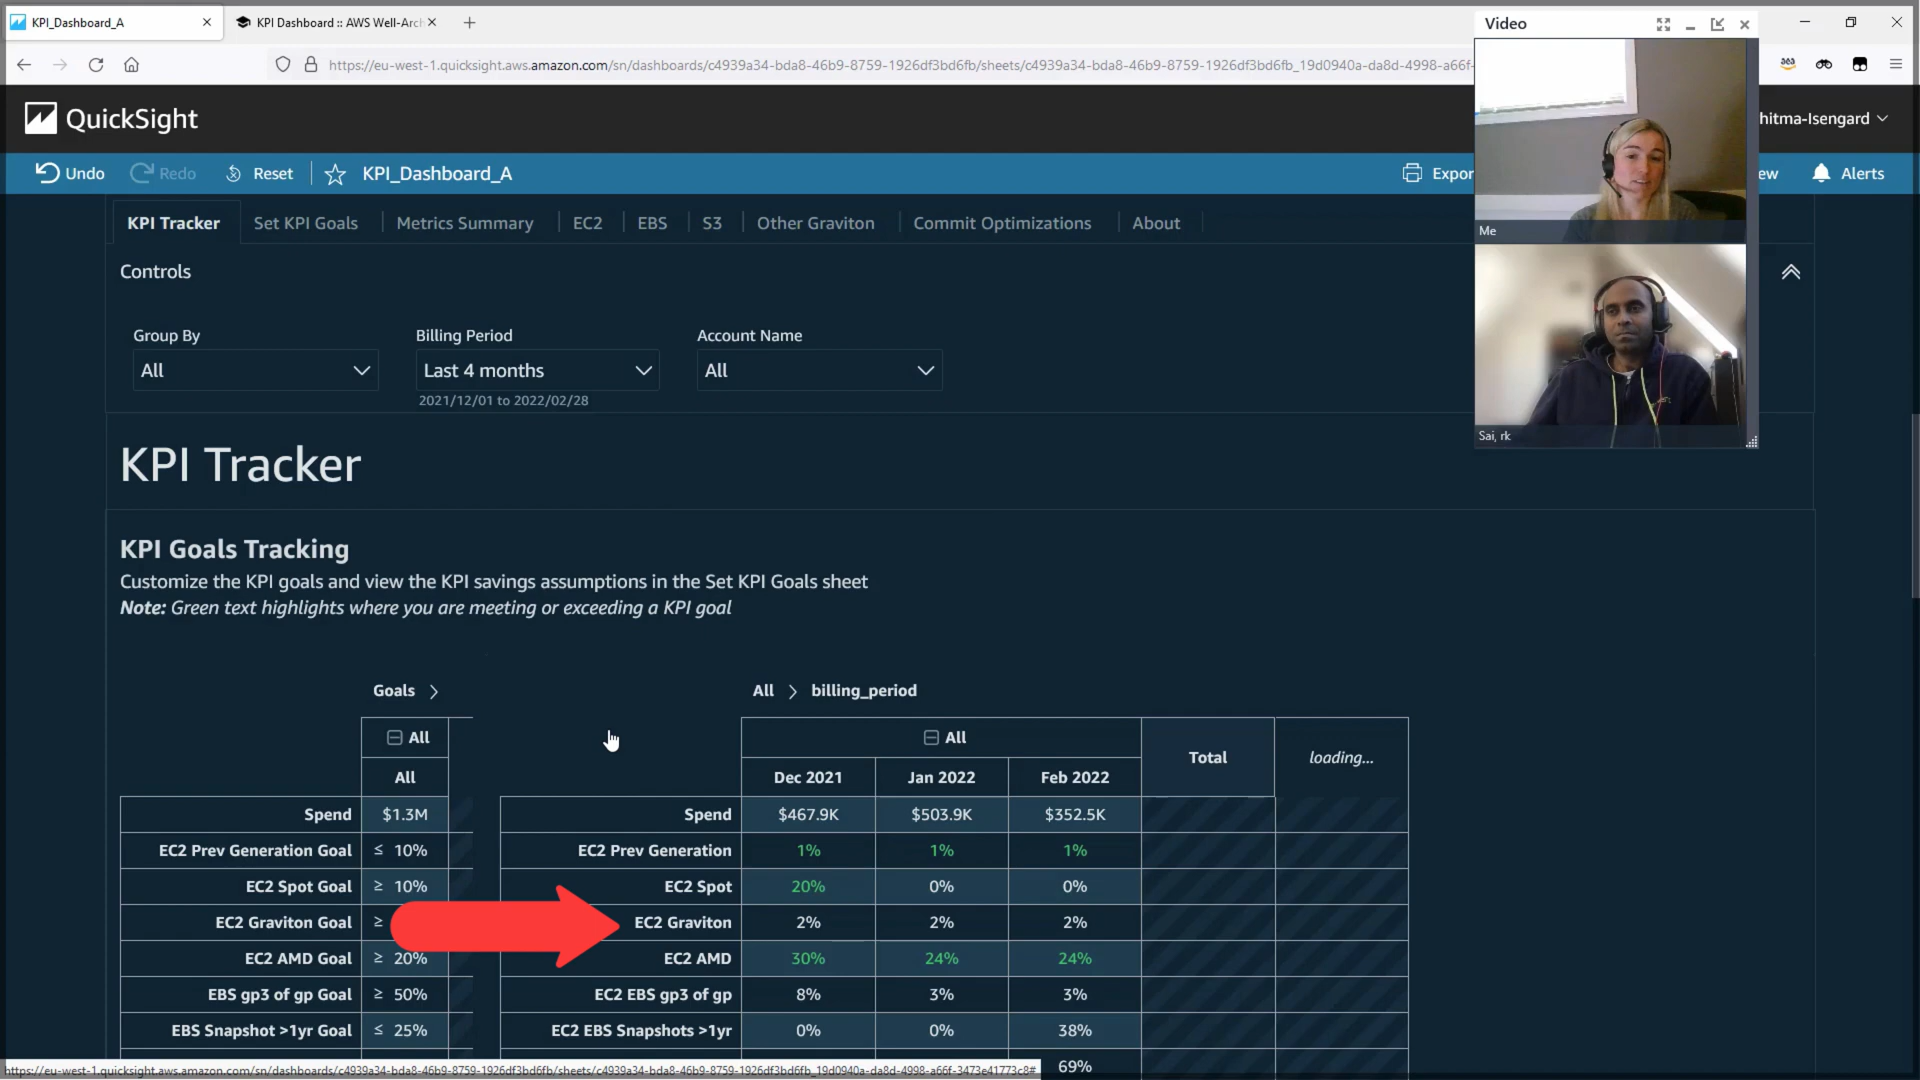 KPI_Dashboard_A
KPI Dashboard :: AWS Well-Arch
Video
https://eu-west-1.quicksight.aws.amazon.com/sn/dashboards/c4939a34-bda8-46b9-8759-1926df3bd6fb/sheets/c4939a34-bda8-46b9-8759-1926df3bd6fb_19d0940a-da8d-4998-a66f-
QuickSight
hitma-Isengard
Undo Redo Reset KPI_Dashboard_A Expor ew Alerts
KPI Tracker Set KPI Goals Metrics Summary EC2 EBS S3 Other Graviton Commit Optimizations About
Me
Controls
Group By Billing Period Account Name
All Last 4 months All
2021/12/01 to 2022/02/28
Sai, rk
KPI Tracker
KPI Goals Tracking
Customize the KPI goals and view the KPI savings assumptions in the Set KPI Goals sheet
Note: Green text highlights where you are meeting or exceeding a KPI goal
Goals > All > billing_period
All All Total loading...
All Dec 2021 Jan 2022 Feb 2022
Spend $1.3M Spend $467.9K $503.9K $352.5K
EC2 Prev Generation Goal ≤ 10% EC2 Prev Generation 1% 1% 1%
EC2 Spot Goal ≥ 10% EC2 Spot 20% 0% 0%
EC2 Graviton Goal ≥ EC2 Graviton 2% 2% 2%
EC2 AMD Goal ≥ 20% EC2 AMD 30% 24% 24%
EBS gp3 of gp Goal ≥ 50% EC2 EBS gp3 of gp 8% 3% 3%
EBS Snapshot >1yr Goal ≤ 25% EC2 EBS Snapshots >1yr 0% 0% 38%
69%
https://eu-west-1.quicksight.aws.amazon.com/sn/dashboards/c4939a34-bda8-46b9-8759-1926df3bd6fb/sheets/c4939a34-bda8-46b9-8759-1926df3bd6fb_19d0940a-da8d-4998-a66f-3473e41773c8#